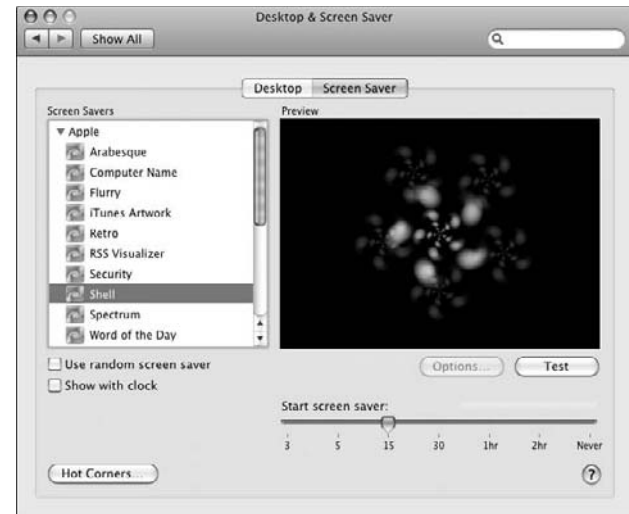 Desktop & Screen Saver
Show All
Desktop Screen Saver
Screen Savers
Preview
Apple
Arabesque
Computer Name
Flurry
iTunes Artwork
Retro
RSS Visualizer
Security
Shell
Spectrum
Word of the Day
Use random screen saver
Show with clock
Options... Test
Start screen saver:
3 5 15 30 1hr 2hr Never
Hot Corners... ?